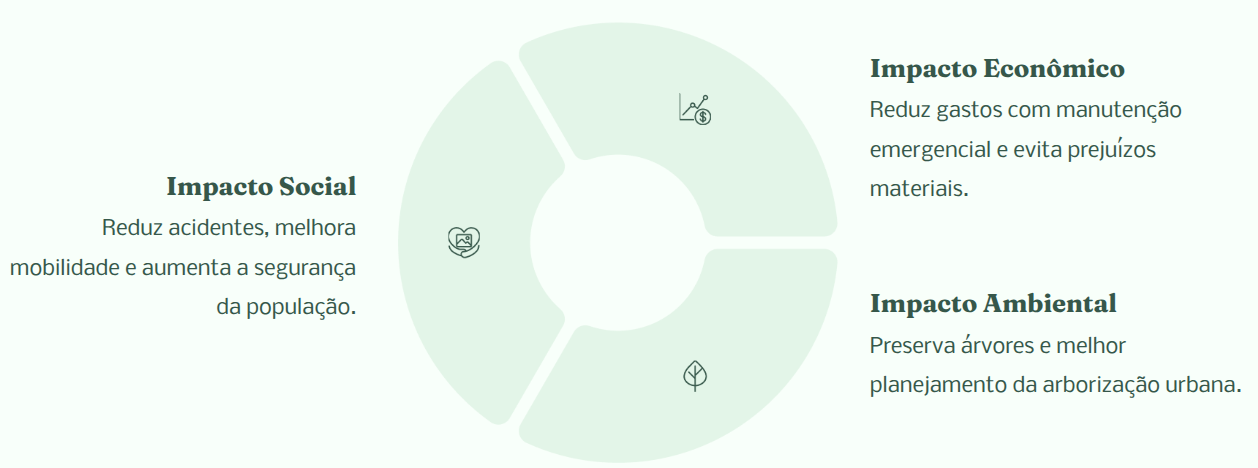 Impacto Econômico
Reduz gastos com manutenção
emergencial e evita prejuízos
materiais.
Impacto Social
Reduz acidentes, melhora
mobilidade e aumenta a segurança
da população.
Impacto Ambiental
Preserva árvores e melhor
planejamento da arborização urbana.